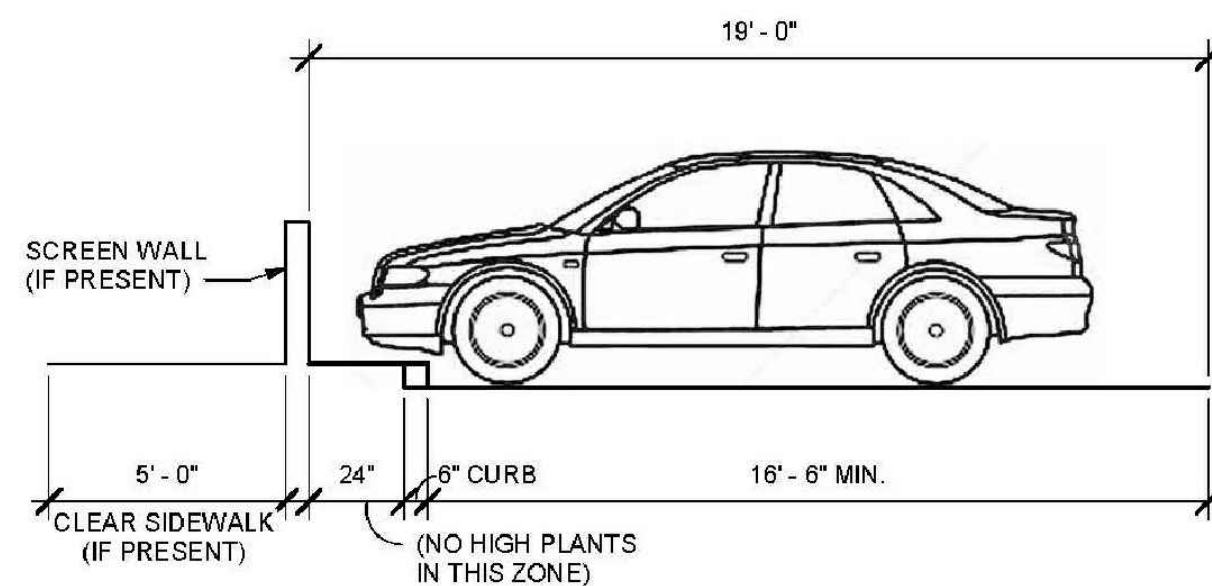 19' - 0"
SCREEN WALL
(IF PRESENT)
5' - 0"
24"
6" CURB
16' - 6" MIN.
CLEAR SIDEWALK
(IF PRESENT)
(NO HIGH PLANTS
IN THIS ZONE)